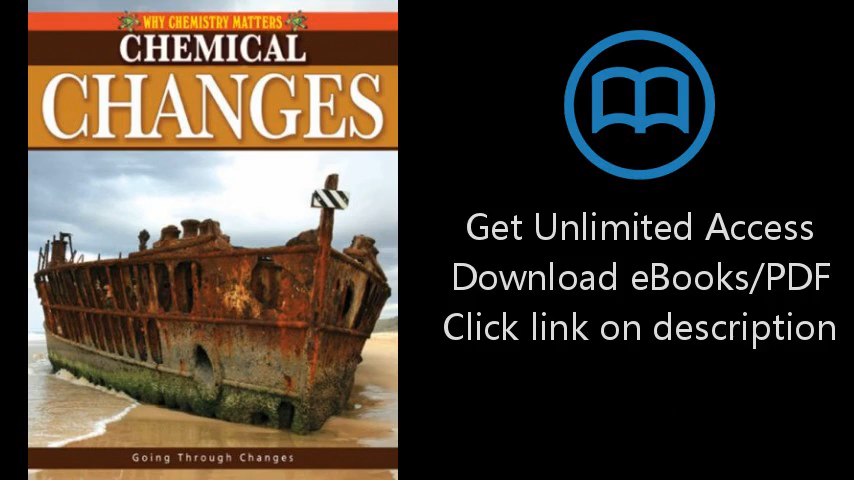 WHY CHEMISTRY MATTERS
CHEMICAL
CHANGES
Going Through Changes
Get Unlimited Access
Download eBooks/PDF
Click link on description